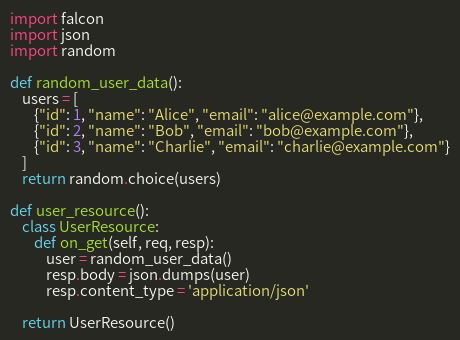 import falcon
import json
import random

def random_user_data():
    users = [
        {"id": 1, "name": "Alice", "email": "alice@example.com"},
        {"id": 2, "name": "Bob", "email": "bob@example.com"},
        {"id": 3, "name": "Charlie", "email": "charlie@example.com"}
    ]
    return random.choice(users)

def user_resource():
    class UserResource:
        def on_get(self, req, resp):
            user = random_user_data()
            resp.body = json.dumps(user)
            resp.content_type = 'application/json'

    return UserResource()